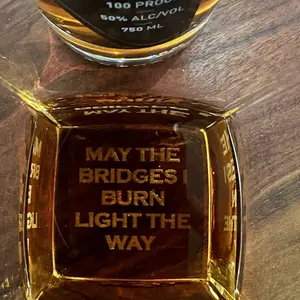 100 PROOF
50% ALC/VOL
750 ML
MAY THE
BRIDGES I
BURN
LIGHT THE
WAY